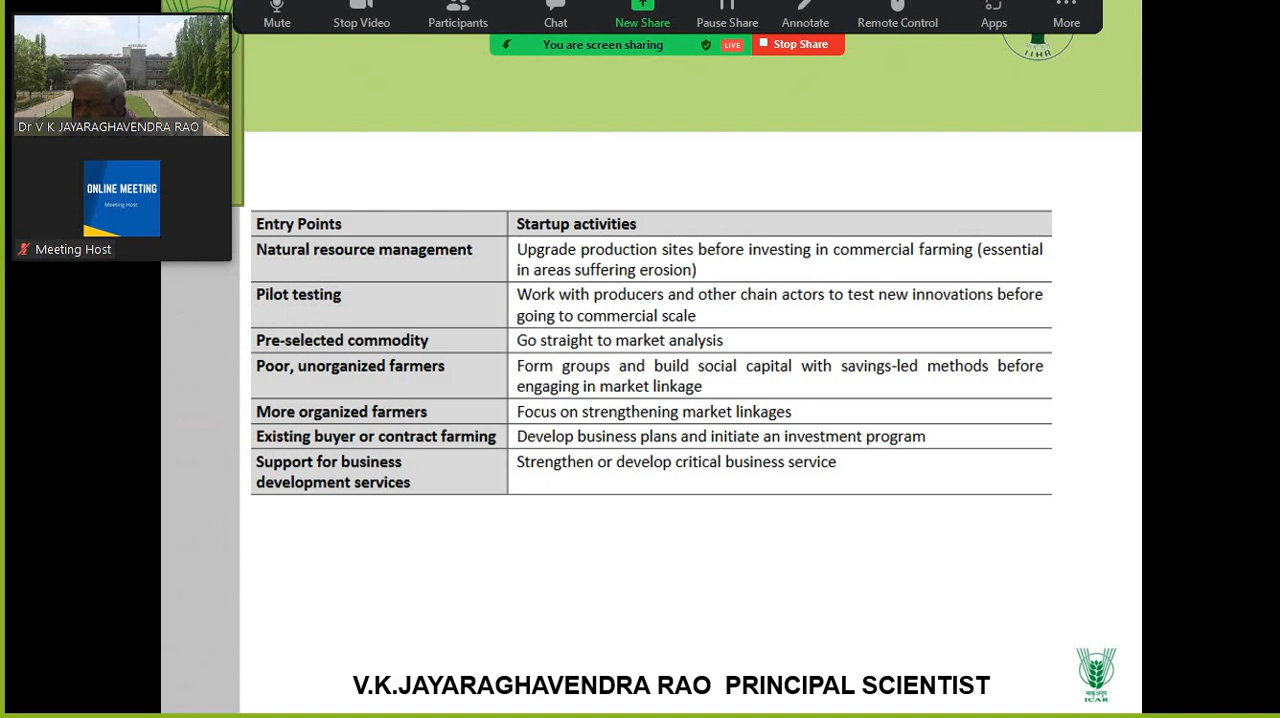 Mute Stop Video Participants Chat New Share Pause Share Annotate Remote Control Apps More
You are screen sharing LIVE Stop Share
IIHR
Dr V K JAYARAGHAVENDRA RAO
ONLINE MEETING
Meeting Host
Meeting Host
Entry Points Startup activities
Natural resource management Upgrade production sites before investing in commercial farming (essential
in areas suffering erosion)
Pilot testing Work with producers and other chain actors to test new innovations before
going to commercial scale
Pre-selected commodity Go straight to market analysis
Poor, unorganized farmers Form groups and build social capital with savings-led methods before
engaging in market linkage
More organized farmers Focus on strengthening market linkages
Existing buyer or contract farming Develop business plans and initiate an investment program
Support for business Strengthen or develop critical business service
development services
V.K.JAYARAGHAVENDRA RAO PRINCIPAL SCIENTIST
भाकृअनुप
ICAR